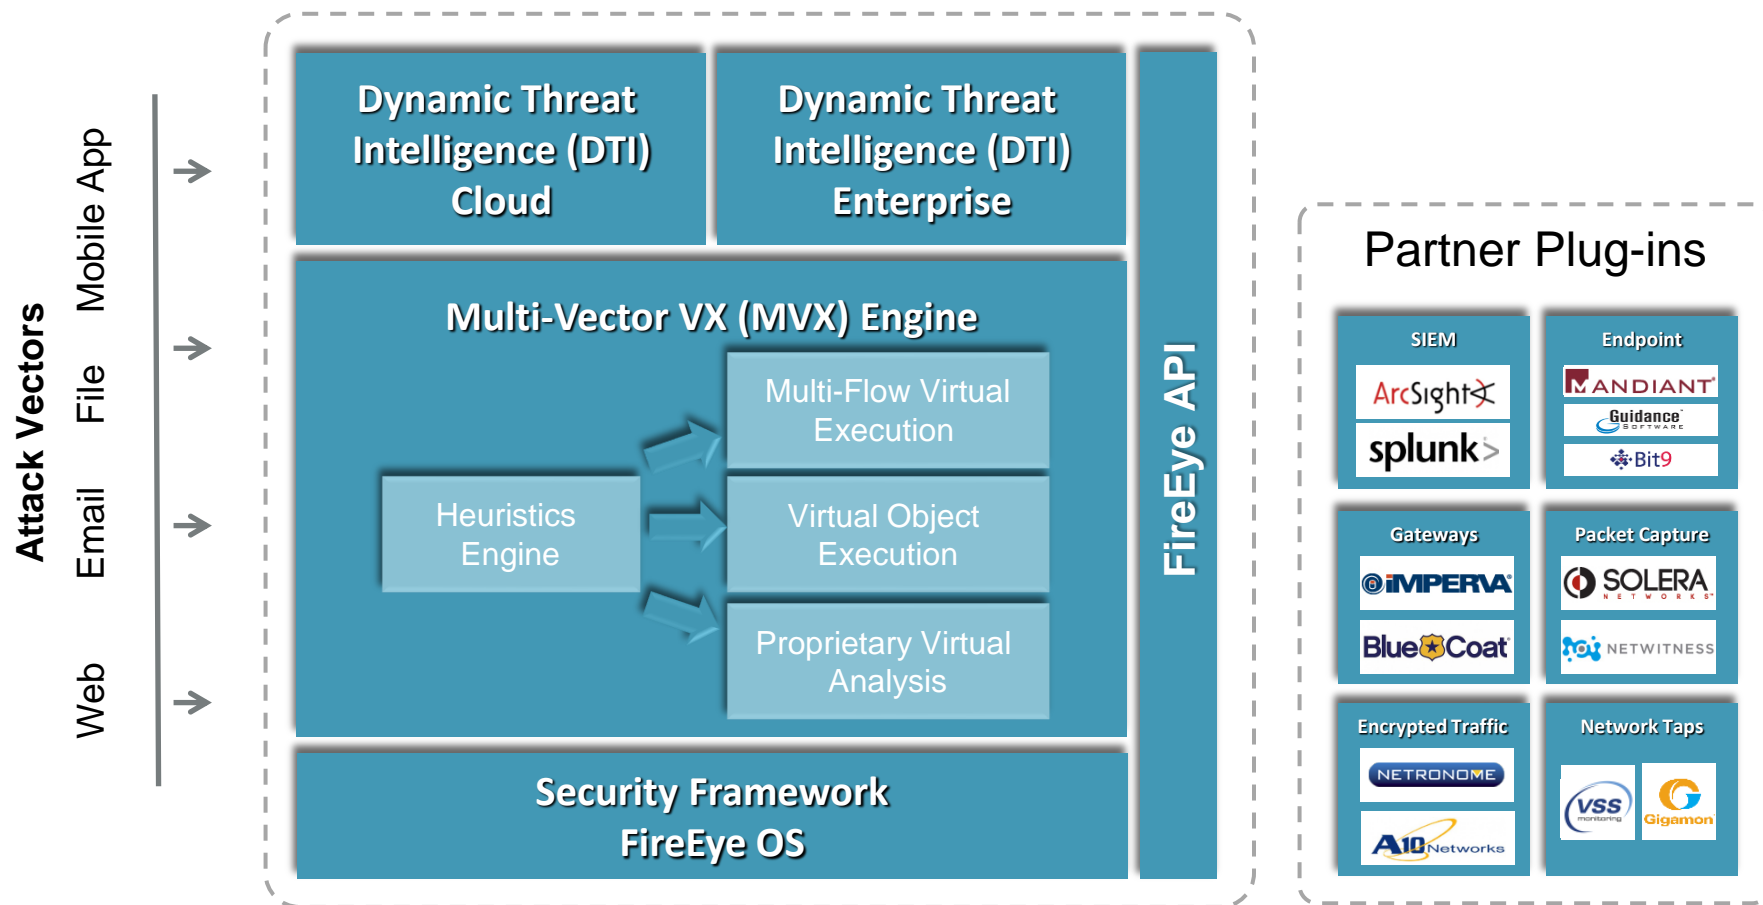 Attack Vectors
Mobile App
File
Email
Web
Dynamic Threat
Intelligence (DTI)
Cloud
Dynamic Threat
Intelligence (DTI)
Enterprise
Multi-Vector VX (MVX) Engine
Heuristics
Engine
Multi-Flow Virtual
Execution
Virtual Object
Execution
Proprietary Virtual
Analysis
Security Framework
FireEye OS
FireEye API
Partner Plug-ins
SIEM
ArcSight
splunk>
Endpoint
MANDIANT
Guidance
SOFTWARE
Bit9
Gateways
iMPERVA
Blue Coat
Packet Capture
SOLERA
NETWORKS
NETWITNESS
Encrypted Traffic
NETRONOME
A10 Networks
Network Taps
VSS
monitoring
Gigamon